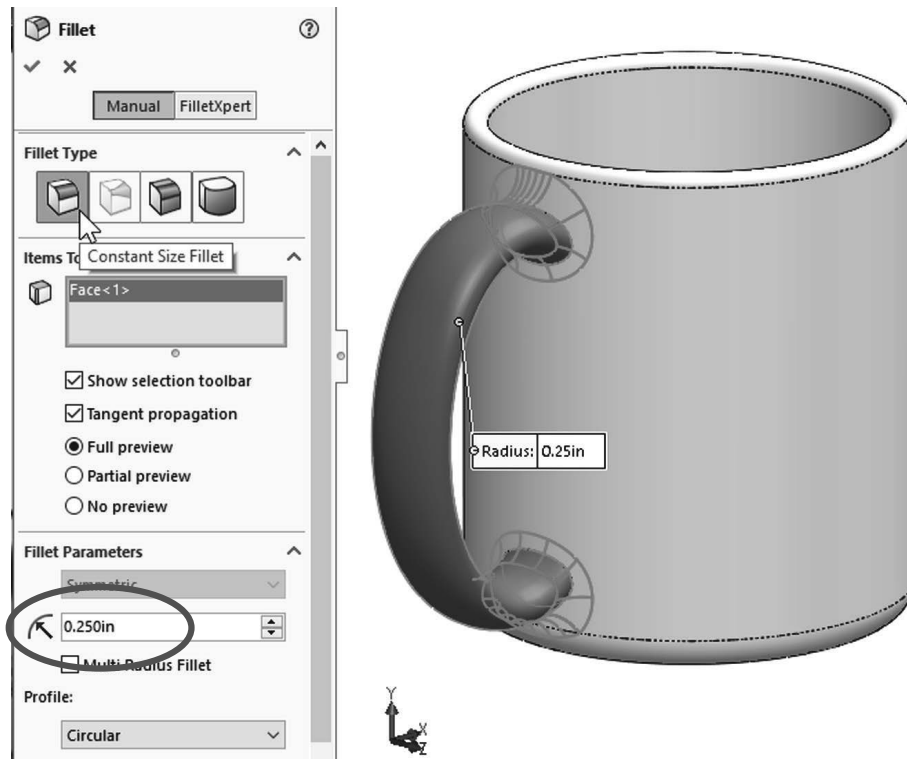 Fillet
Manual FilletXpert
Fillet Type
Constant Size Fillet
Items To
Face<1>
Show selection toolbar
Tangent propagation
Full preview
Partial preview
No preview
Radius: 0.25in
Fillet Parameters
Symmetric
0.250in
Multi Radius Fillet
Profile:
Circular
Y
X
Z